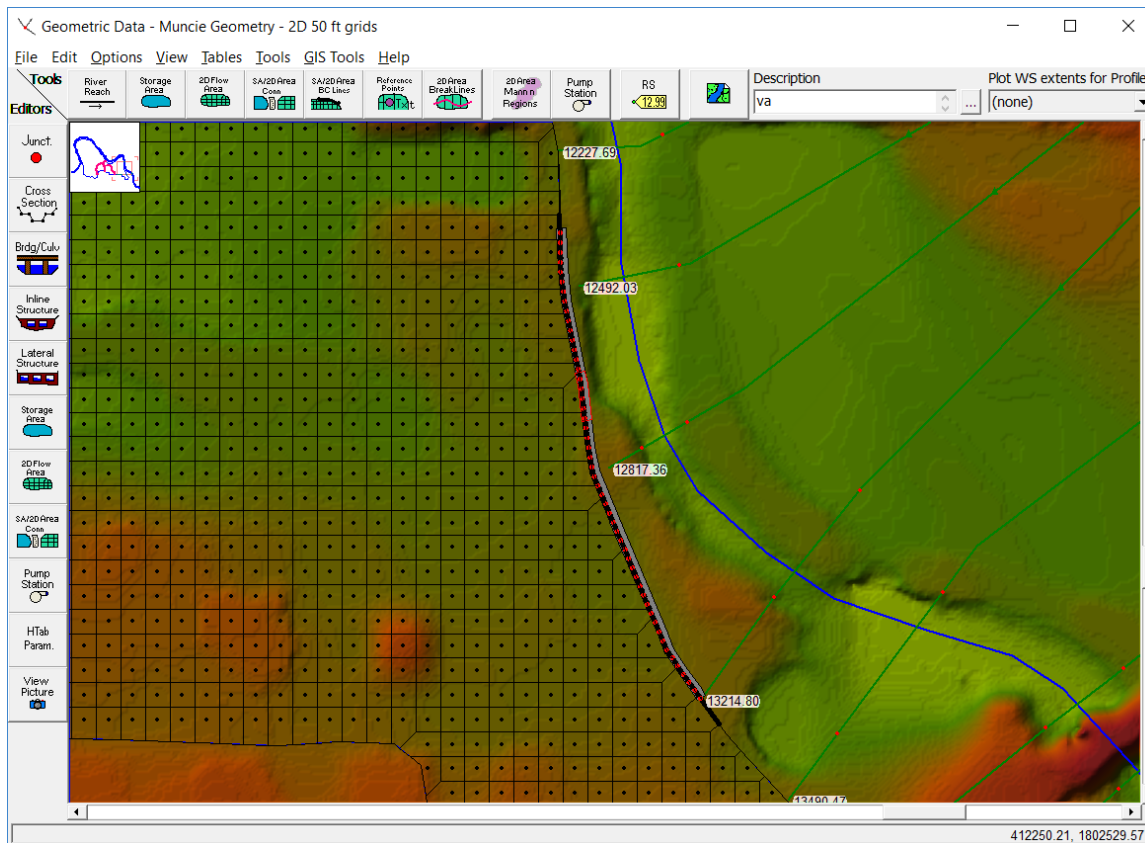 Geometric Data - Muncie Geometry - 2D 50 ft grids
File Edit Options View Tables Tools GIS Tools Help
Tools
Editors
River
Reach
Storage
Area
2D Flow
Area
SA/2D Area
Conn
SA/2D Area
BC Lines
Reference
Points
2D Area
BreakLines
2D Area
Mann n
Regions
Pump
Station
RS
12.99
Description
va
...
Plot WS extents for Profile
(none)
Junct.
Cross
Section
Brdg/Culv
Inline
Structure
Lateral
Structure
Storage
Area
2D Flow
Area
SA/2D Area
Conn
Pump
Station
HTab
Param.
View
Picture
12227.69
12492.03
12817.36
13214.80
13490.47
412250.21, 1802529.57